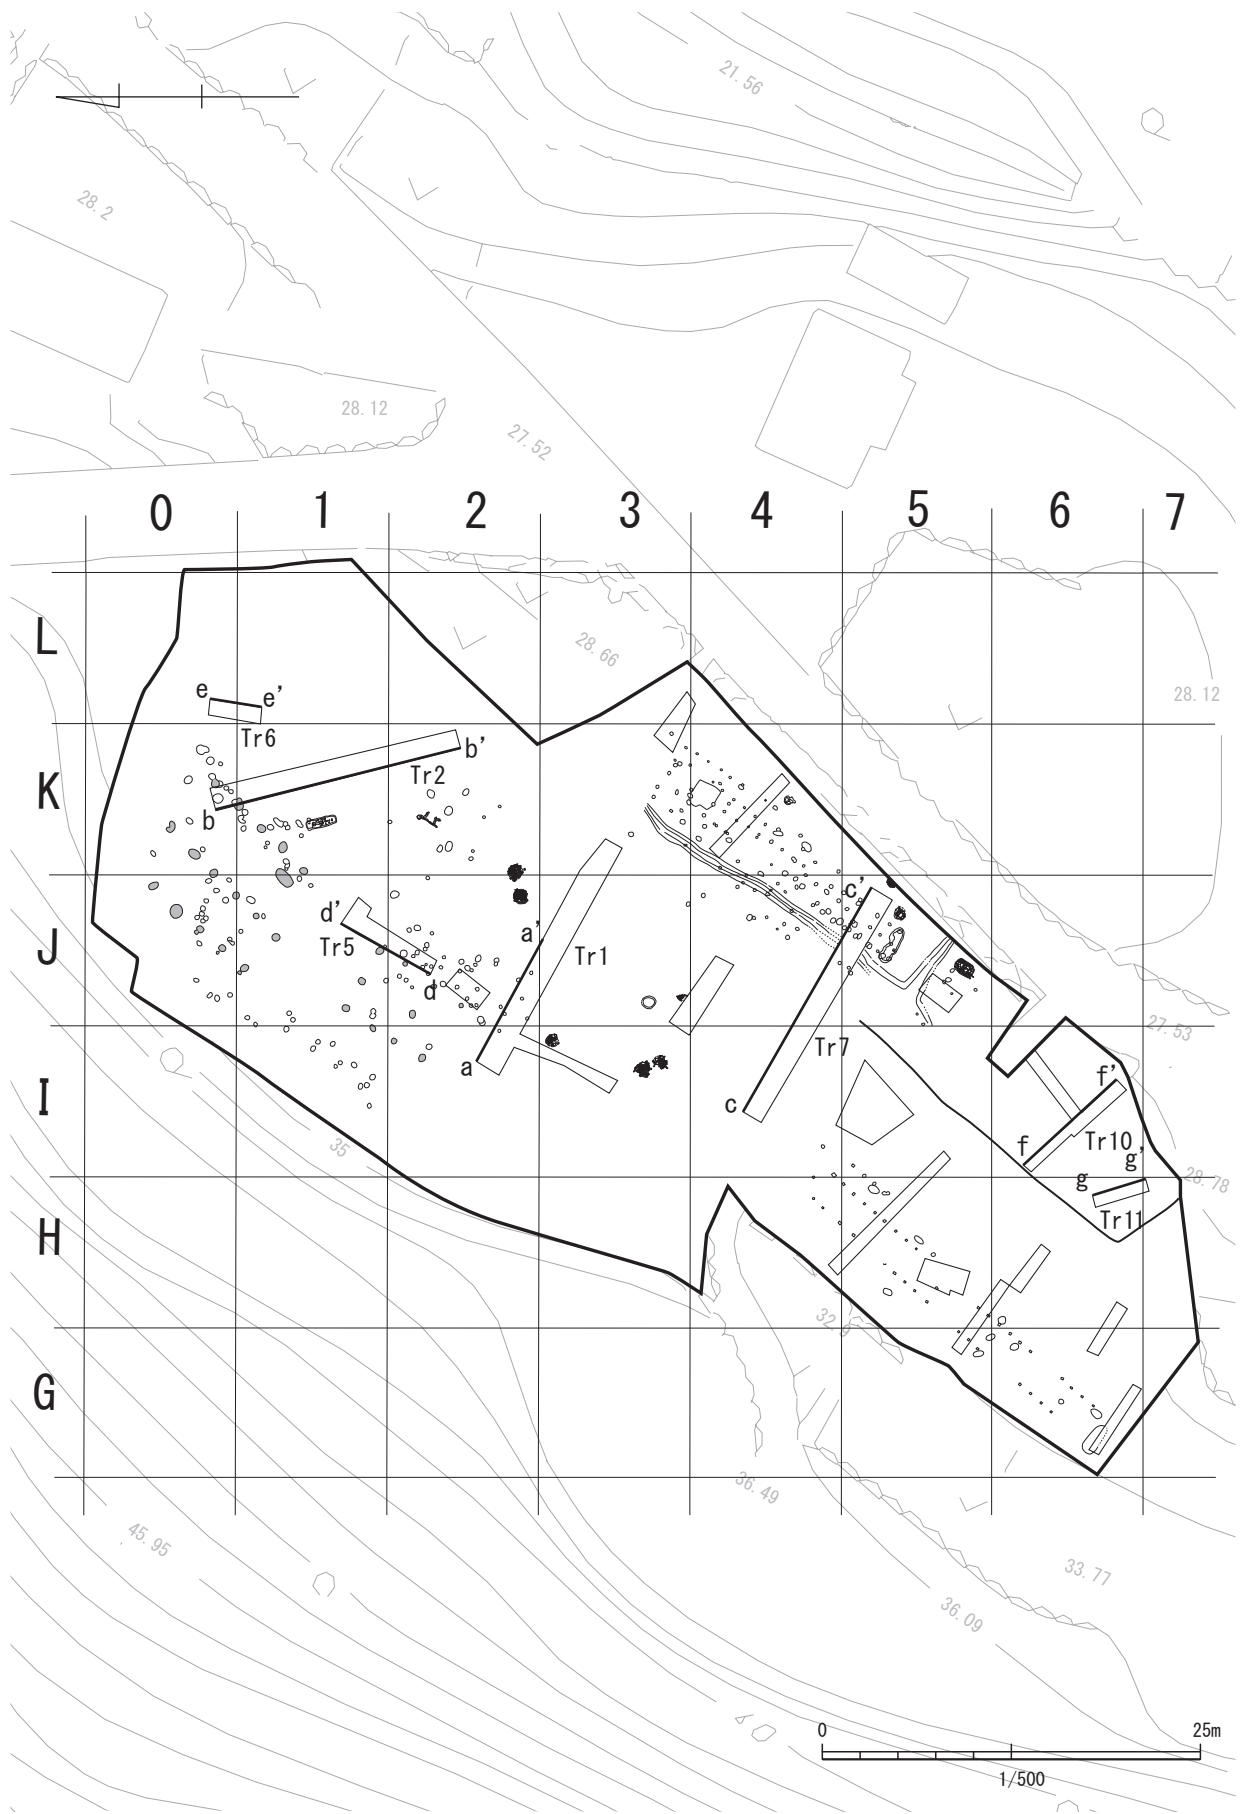 21.56
28.2
28.12
27.52
0 1 2 3 4 5 6 7
L
28.66
28.12
e e'
Tr6
b'
Tr2
K
b
c'
d'
a'
J
Tr5
Tr1
d
27.53
Tr7
a
f'
I
c
35
f
Tr10
g'
g
28.78
Tr11
H
32.9
G
36.49
45.95
33.77
36.09
0 25m
1/500